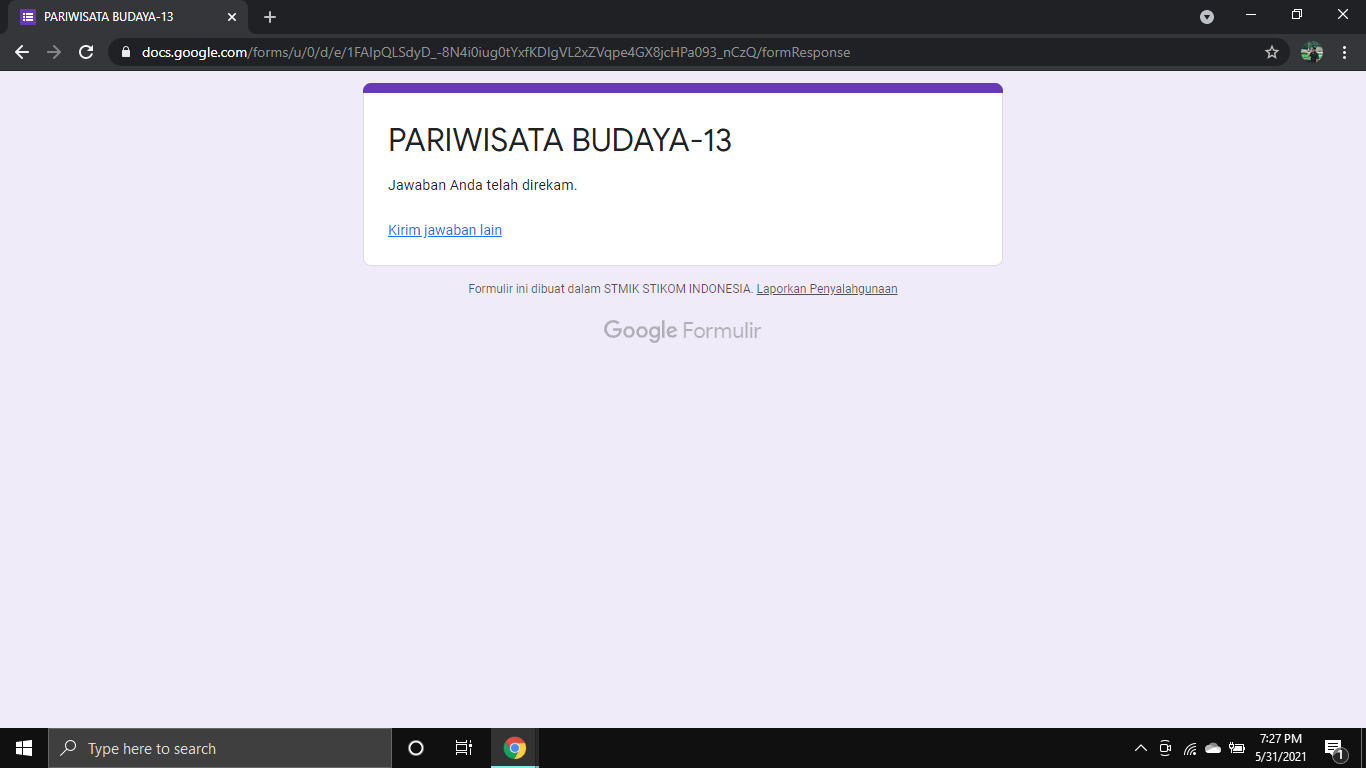 PARIWISATA BUDAYA-13
docs.google.com/forms/u/0/d/e/1FAIpQLSdyD_-8N4i0iug0tYxfKDIgVL2xZVqpe4GX8jcHPa093_nCzQ/formResponse
PARIWISATA BUDAYA-13
Jawaban Anda telah direkam.
Kirim jawaban lain
Formulir ini dibuat dalam STMIK STIKOM INDONESIA. Laporkan Penyalahgunaan
Google Formulir
Type here to search
7:27 PM
5/31/2021
1